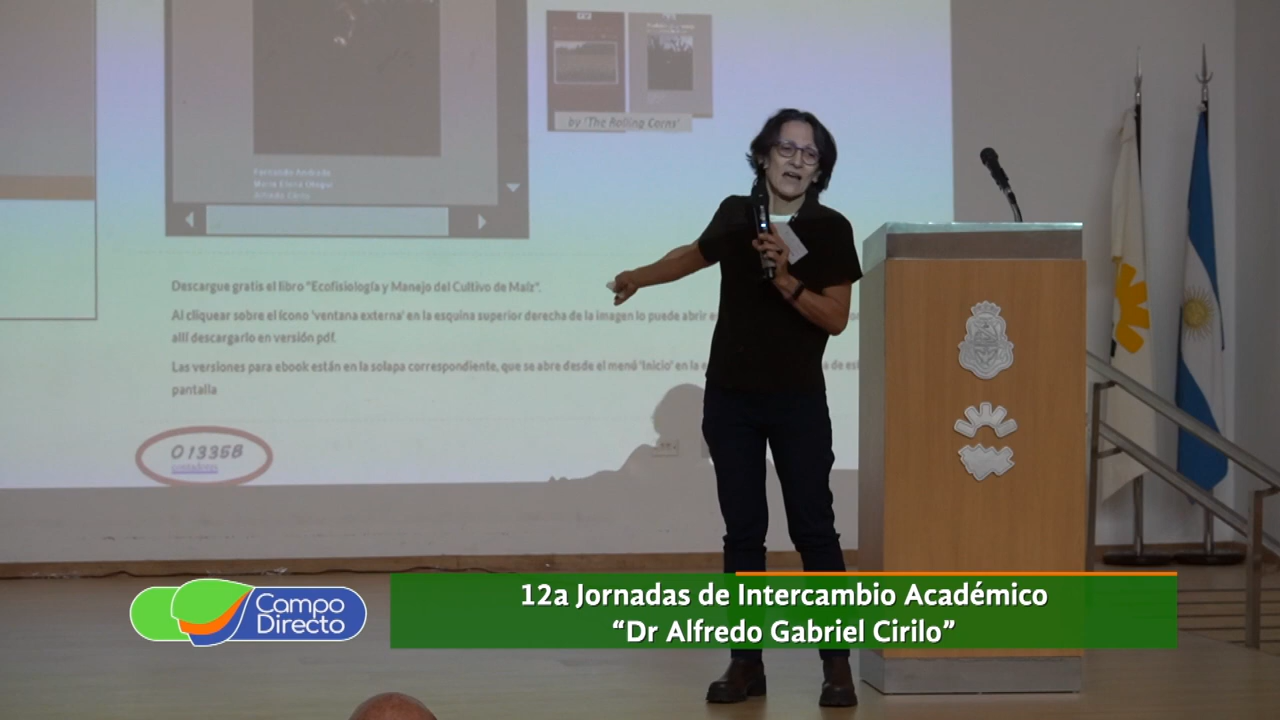 by 'The Rolling Corns'
Fernando Andrade
María Elena Otegui
Alfredo Cirilo
Descargue gratis el libro "Ecofisiología y Manejo del Cultivo de Maíz".
Al cliquear sobre el ícono 'ventana externa' en la esquina superior derecha de la imagen lo puede abrir
allí descargarlo en versión pdf.
Las versiones para ebook están en la solapa correspondiente, que se abre desde el menú 'Inicio' en la
pantalla
013358
contadores
Campo
Directo
12a Jornadas de Intercambio Académico
“Dr Alfredo Gabriel Cirilo”